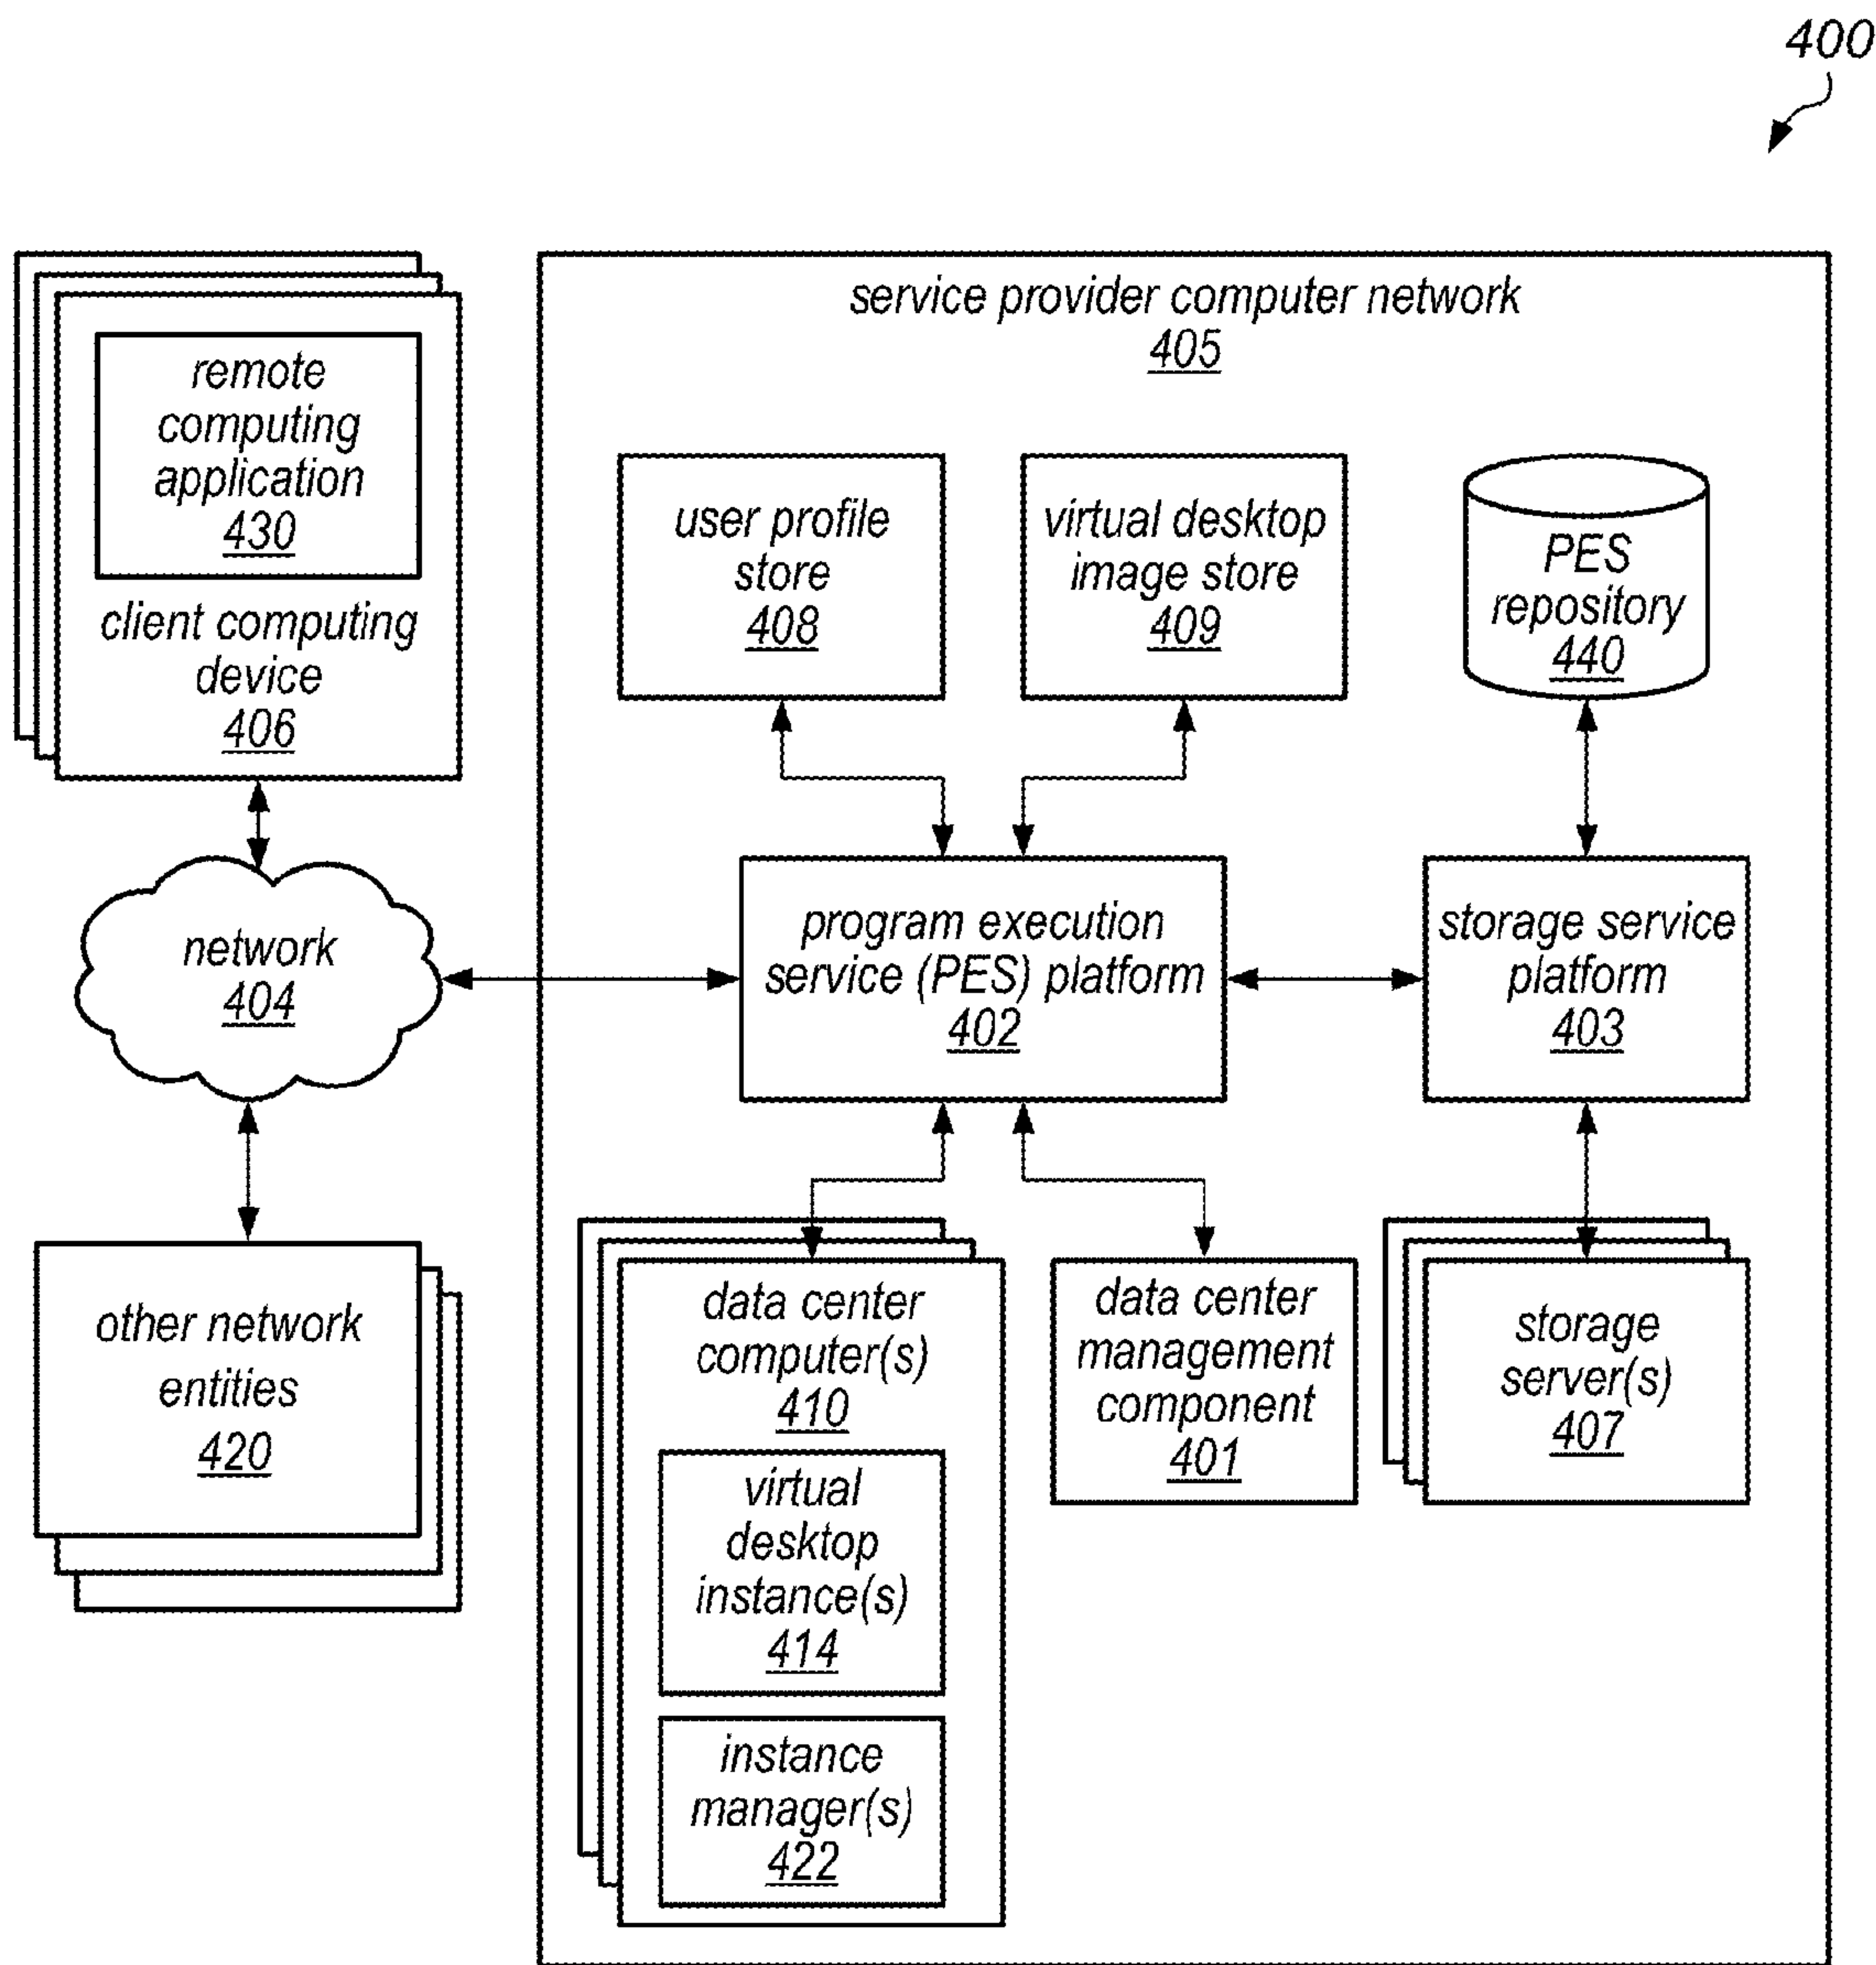 400
remote
computing
application
430
client computing
device
406
service provider computer network
405
user profile
store
408
virtual desktop
image store
409
PES
repository
440
network
404
program execution
service (PES) platform
402
storage service
platform
403
other network
entities
420
data center
computer(s)
410
virtual
desktop
instance(s)
414
instance
manager(s)
422
data center
management
component
401
storage
server(s)
407